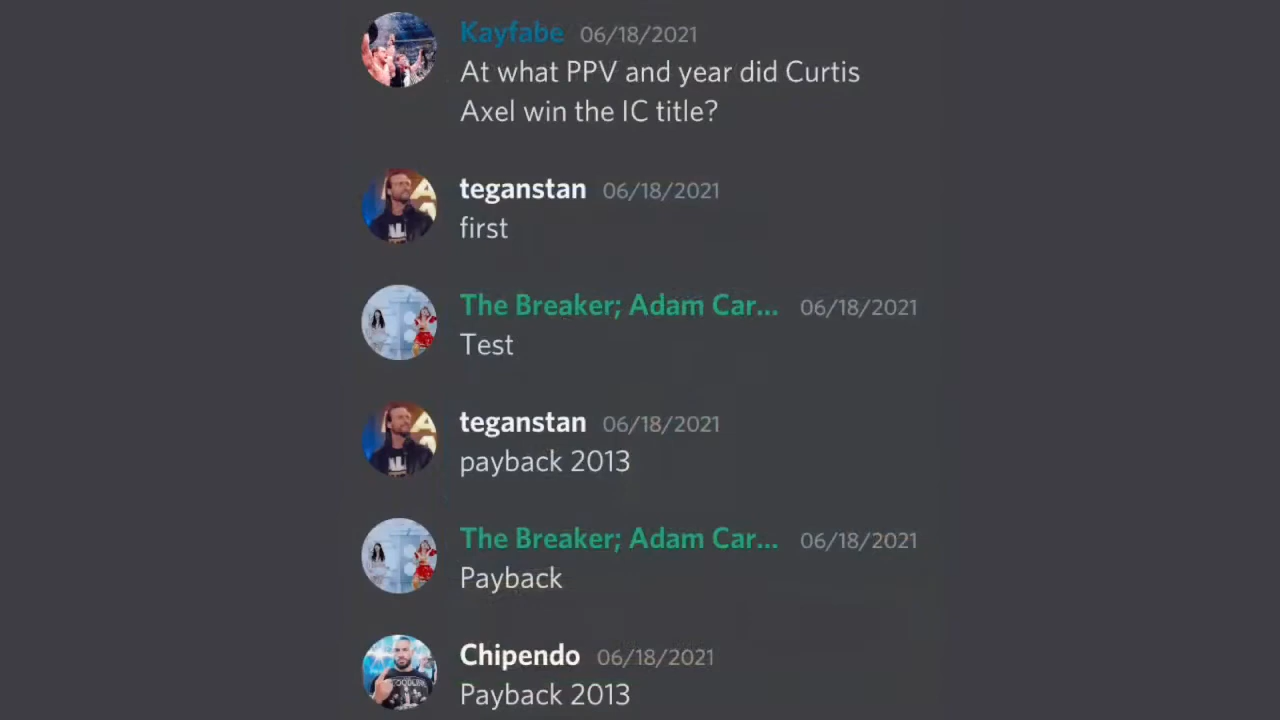 Kayfabe 06/18/2021
At what PPV and year did Curtis
Axel win the IC title?
teganstan 06/18/2021
first
The Breaker; Adam Car... 06/18/2021
Test
teganstan 06/18/2021
payback 2013
The Breaker; Adam Car... 06/18/2021
Payback
Chipendo 06/18/2021
Payback 2013